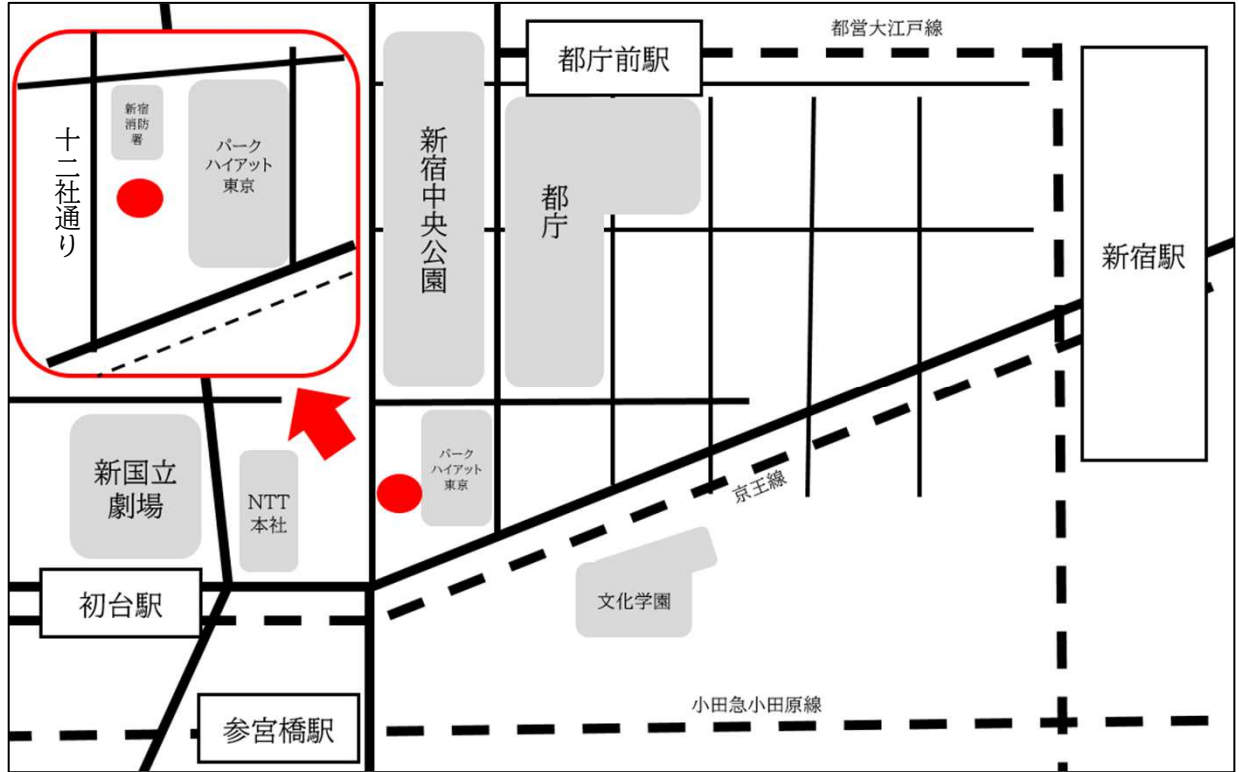 都営大江戸線
都庁前駅
新宿駅
新宿
消防
署
パーク
ハイアット
東京
十二社通り
新宿中央公園
都庁
新国立
劇場
NTT
本社
パーク
ハイアット
東京
京王線
初台駅
文化学園
参宮橋駅
小田急小田原線